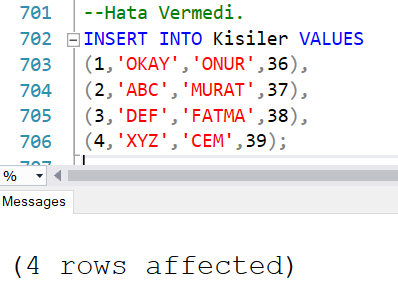 701 --Hata Vermedi.
702 INSERT INTO Kisiler VALUES
703 (1,'OKAY','ONUR',36),
704 (2,'ABC','MURAT',37),
705 (3,'DEF','FATMA',38),
706 (4,'XYZ','CEM',39);
%
Messages
(4 rows affected)